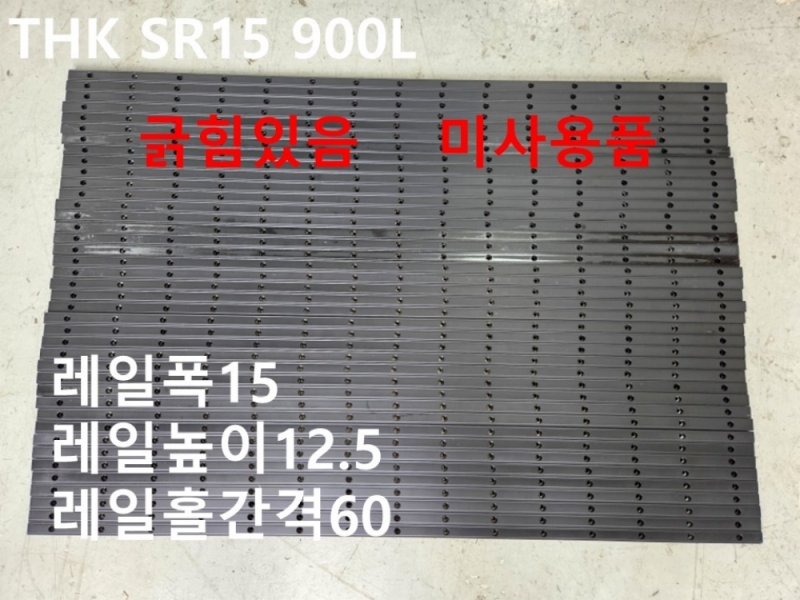 THK SR15 900L
긁힘있음 미사용품
레일폭15
레일높이12.5
레일홀간격60